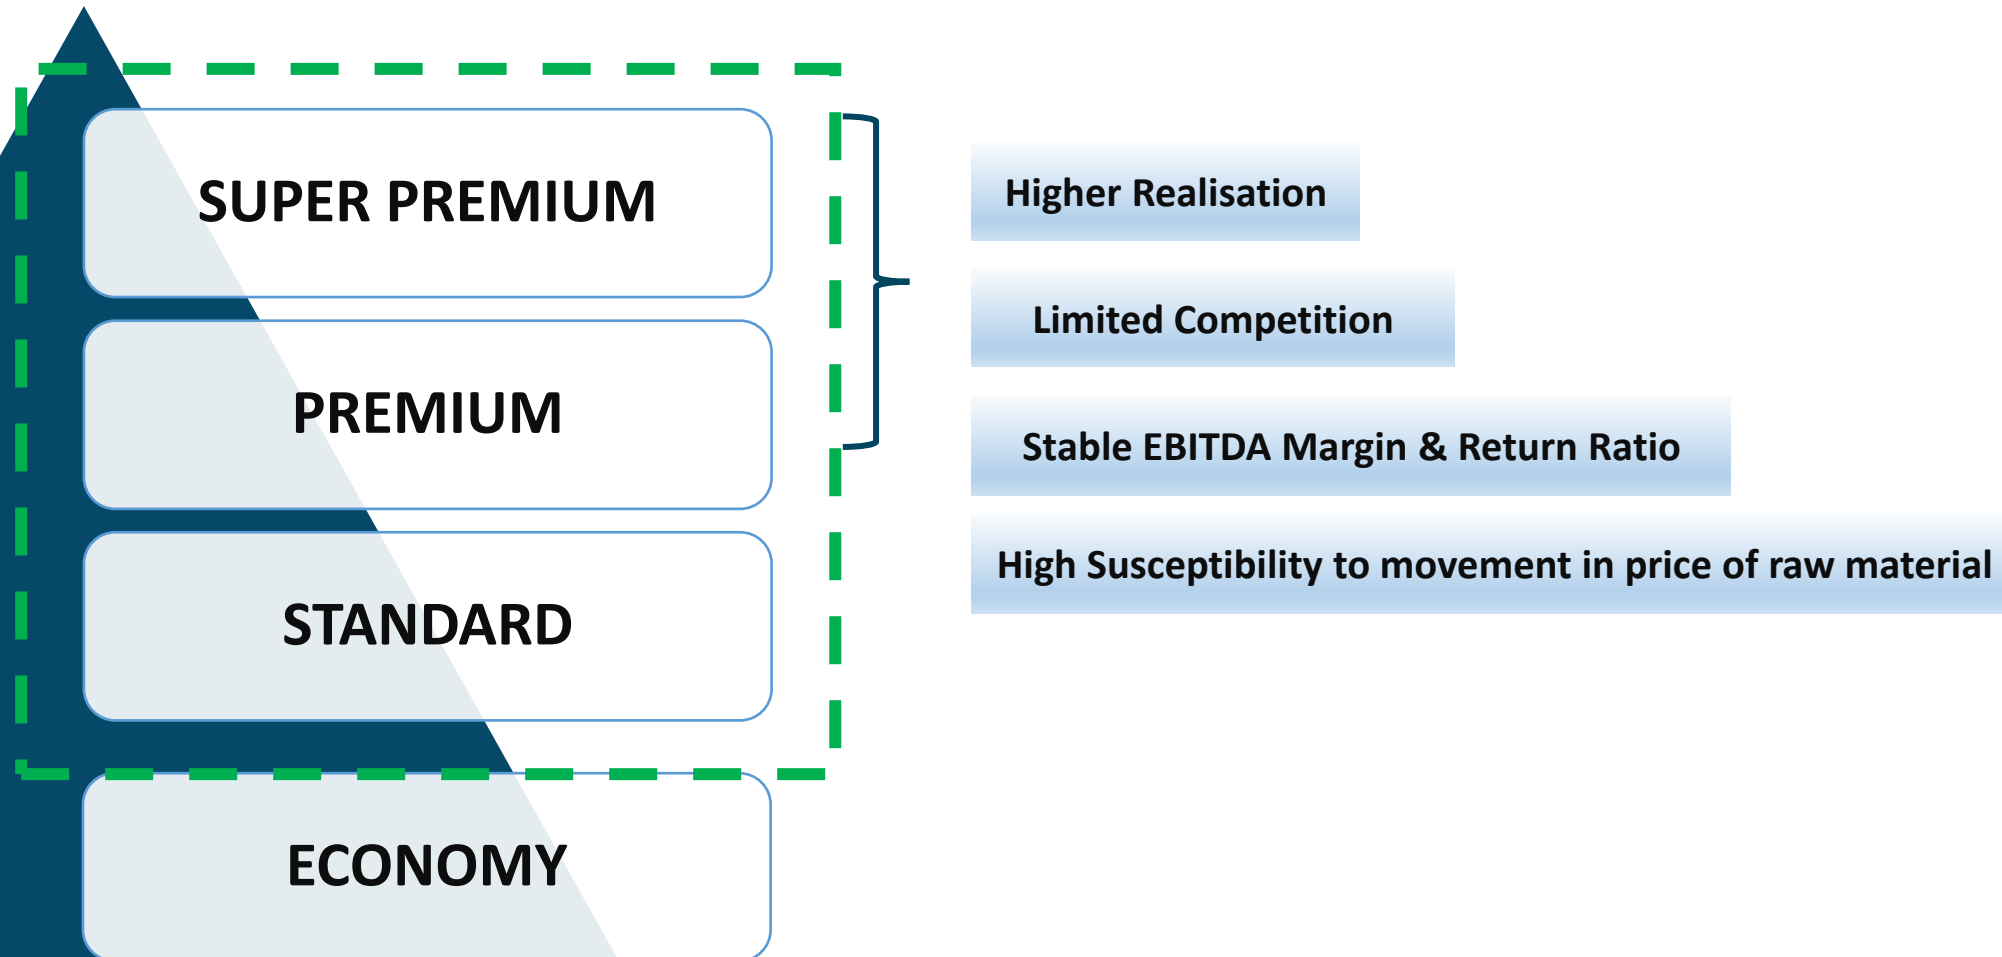 SUPER PREMIUM
PREMIUM
STANDARD
ECONOMY
Higher Realisation
Limited Competition
Stable EBITDA Margin & Return Ratio
High Susceptibility to movement in price of raw material